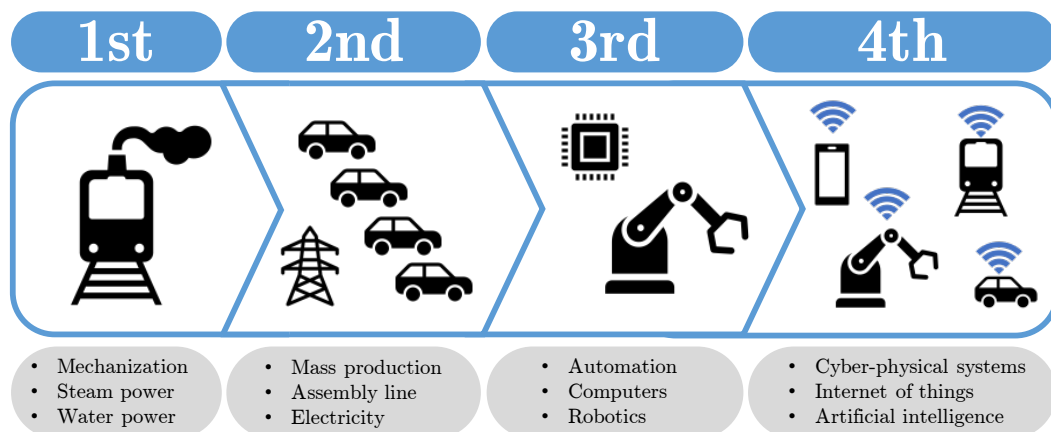 1st
2nd
3rd
4th
• Mechanization
• Steam power
• Water power
• Mass production
• Assembly line
• Electricity
• Automation
• Computers
• Robotics
• Cyber-physical systems
• Internet of things
• Artificial intelligence